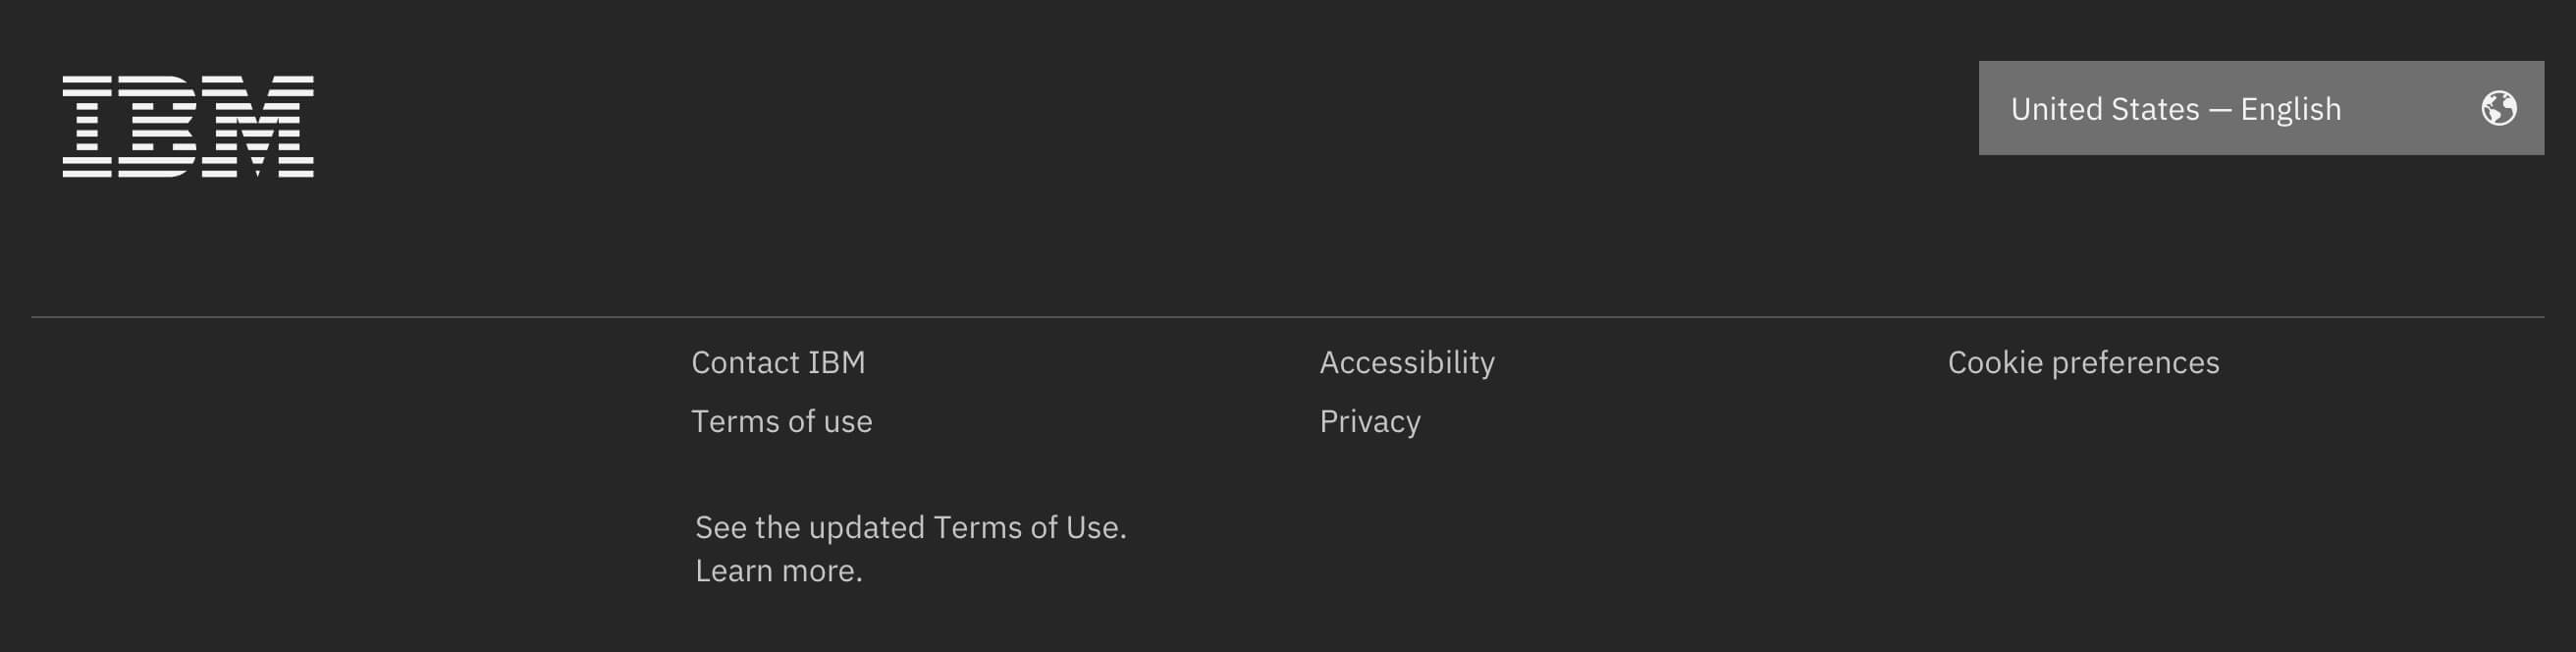 IBM
United States — English
Contact IBM
Accessibility
Cookie preferences
Terms of use
Privacy
See the updated Terms of Use.
Learn more.